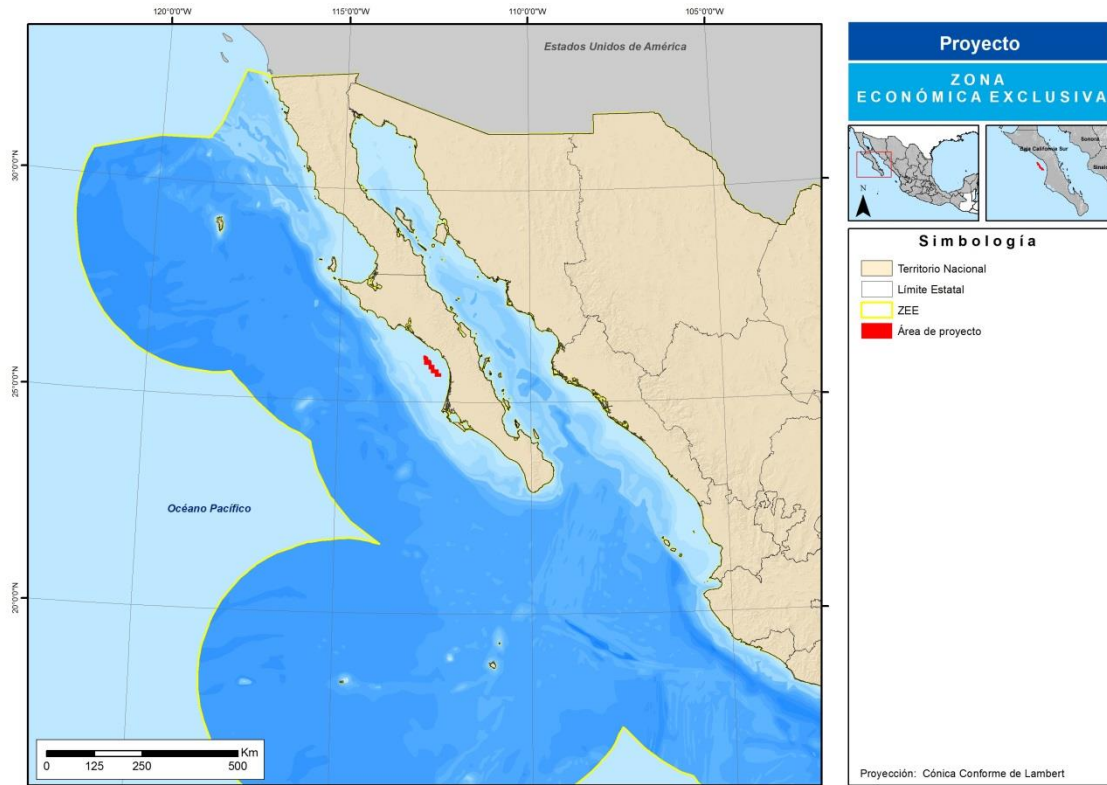 120°0'0"O
115°0'0"O
110°0'0"O
105°0'0"O
Estados Unidos de América
30°0'0"N
25°0'0"N
20°0'0"N
Océano Pacífico
Km
0 125 250 500
Proyecto
ZONA
ECONÓMICA EXCLUSIVA
N
Baja California Sur
Sonora
Simbología
Territorio Nacional
Límite Estatal
ZEE
Área de proyecto
Proyección: Cónica Conforme de Lambert